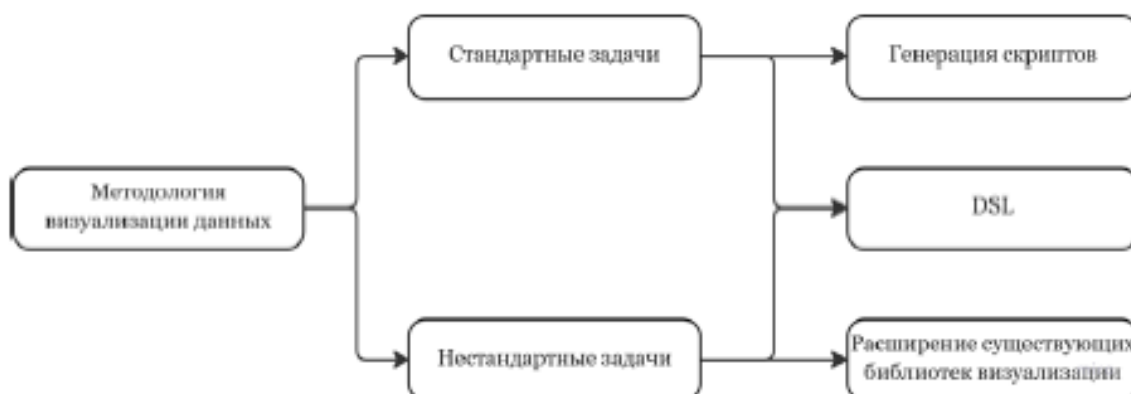 Стандартные задачи
Генерация скриптов
Методология
визуализации данных
DSL
Нестандартные задачи
Расширение существующих
библиотек визуализации